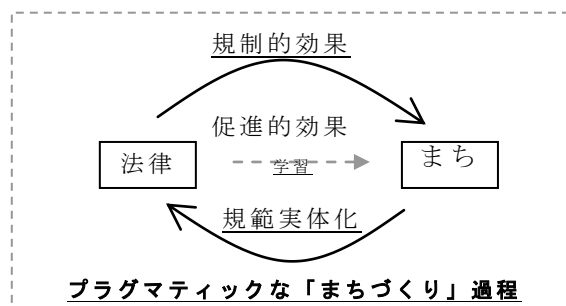 規制的効果
促進的効果
法律
学習
まち
規範実体化
プラグマティックな「まちづくり」過程